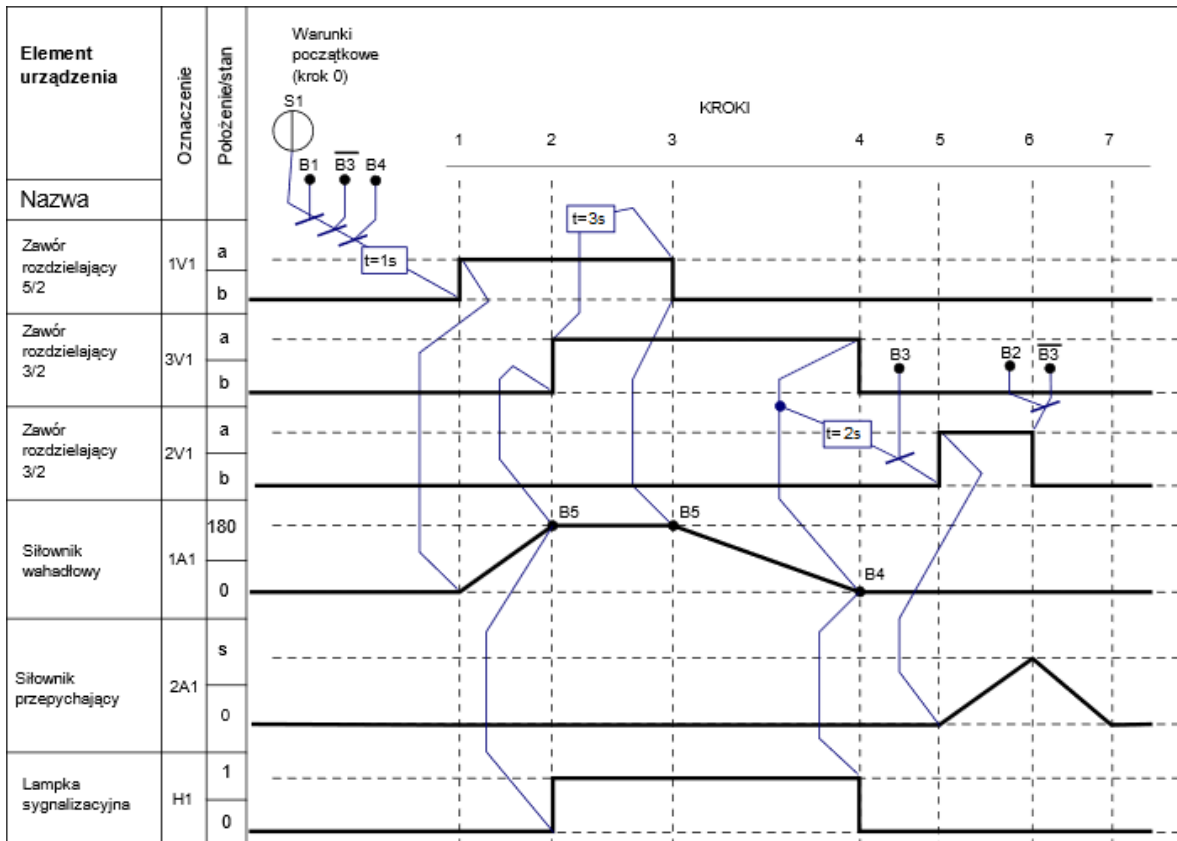 Element
urządzenia
Oznaczenie
Położenie/stan
Warunki
początkowe
(krok 0)
S1
B1 B3 B4
KROKI
1 2 3 4 5 6 7
Nazwa
Zawór
rozdzielający
5/2
1V1
a
b
t=1s
t=3s
Zawór
rozdzielający
3/2
3V1
a
b
B3
B2 B3
Zawór
rozdzielający
3/2
2V1
a
b
t=2s
Siłownik
wahadłowy
1A1
180
0
B5
B5
B4
Siłownik
przepychający
2A1
s
0
Lampka
sygnalizacyjna
H1
1
0